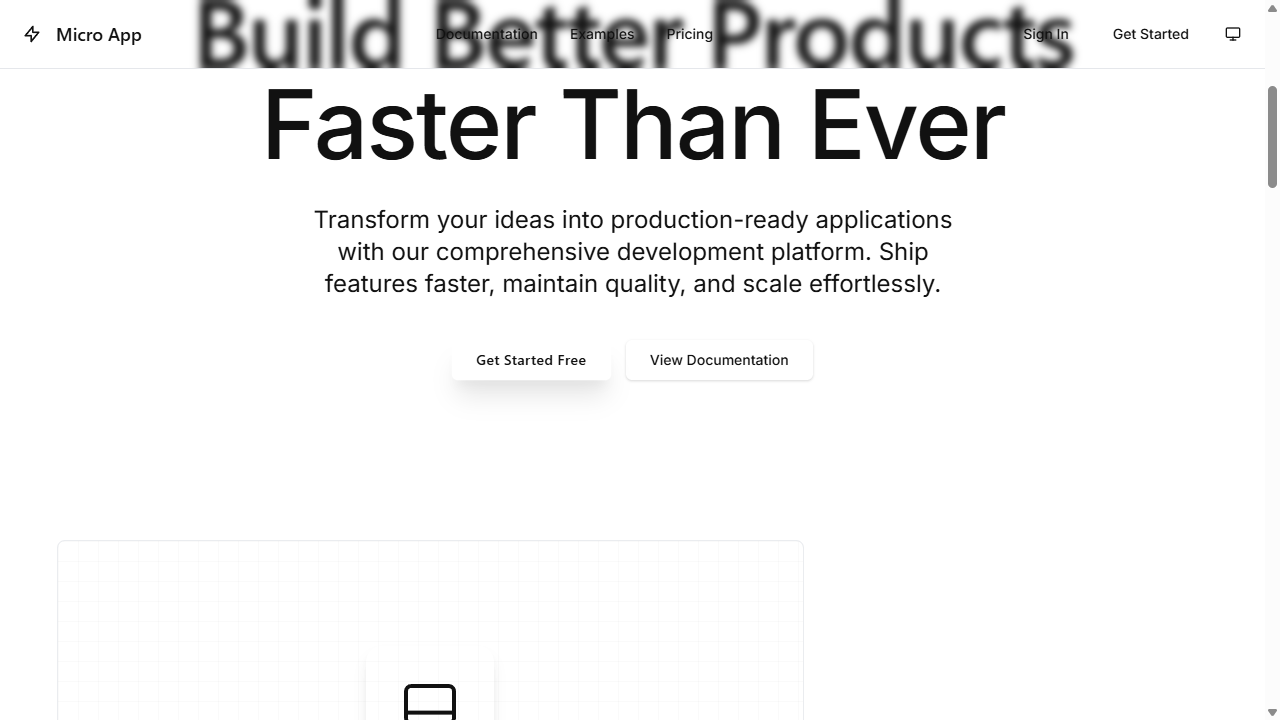 Micro App
Documentation
Examples
Pricing
Sign In
Get Started
Build Better Products
Faster Than Ever
Transform your ideas into production-ready applications
with our comprehensive development platform. Ship
features faster, maintain quality, and scale effortlessly.
Get Started Free
View Documentation